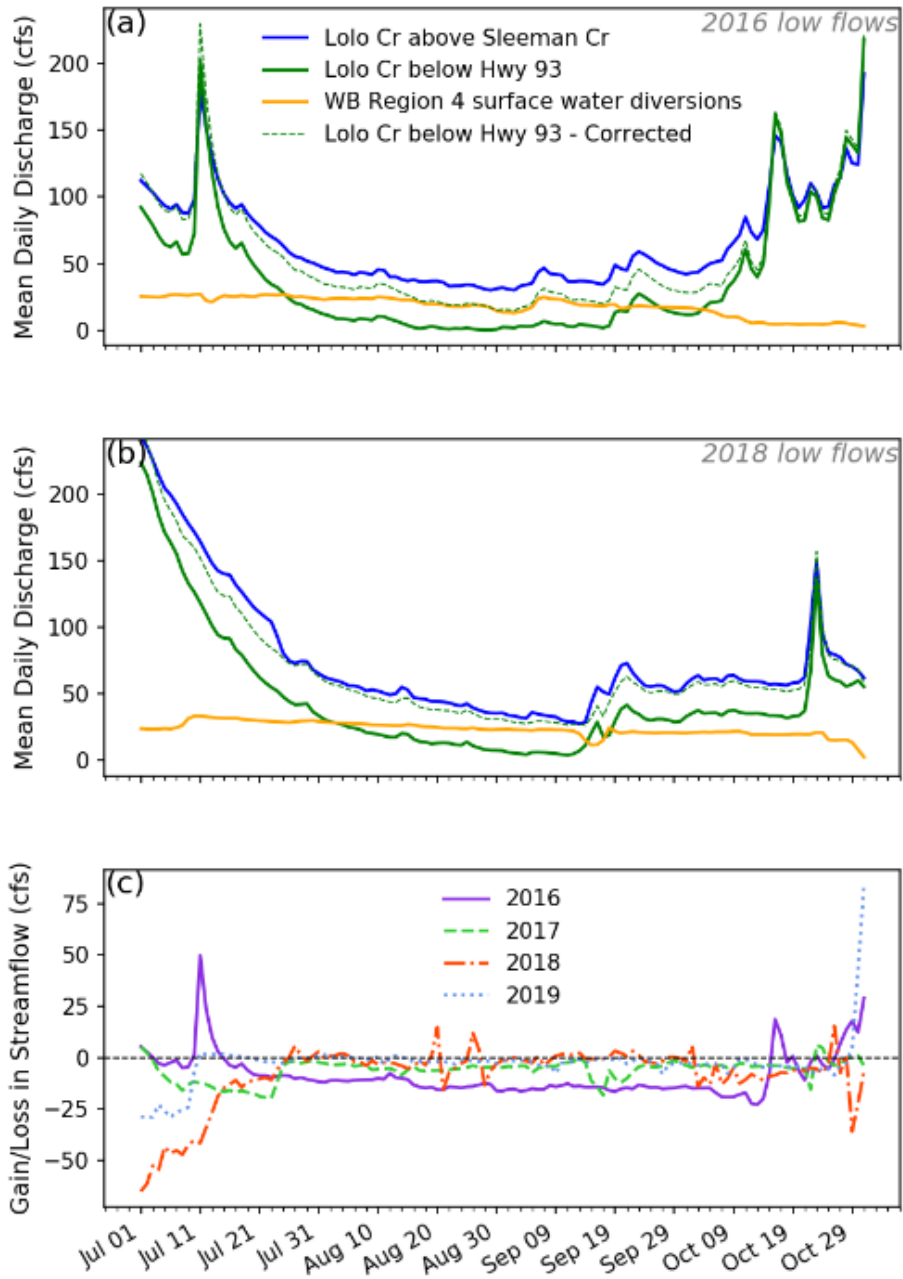 (a)
2016 low flows
Lolo Cr above Sleeman Cr
Lolo Cr below Hwy 93
WB Region 4 surface water diversions
Lolo Cr below Hwy 93 - Corrected
Mean Daily Discharge (cfs)
200
150
100
50
0
(b)
2018 low flows
Mean Daily Discharge (cfs)
200
150
100
50
0
(c)
2016
2017
2018
2019
Gain/Loss in Streamflow (cfs)
75
50
25
0
−25
−50
Jul 01
Jul 11
Jul 21
Jul 31
Aug 10
Aug 20
Aug 30
Sep 09
Sep 19
Sep 29
Oct 09
Oct 19
Oct 29